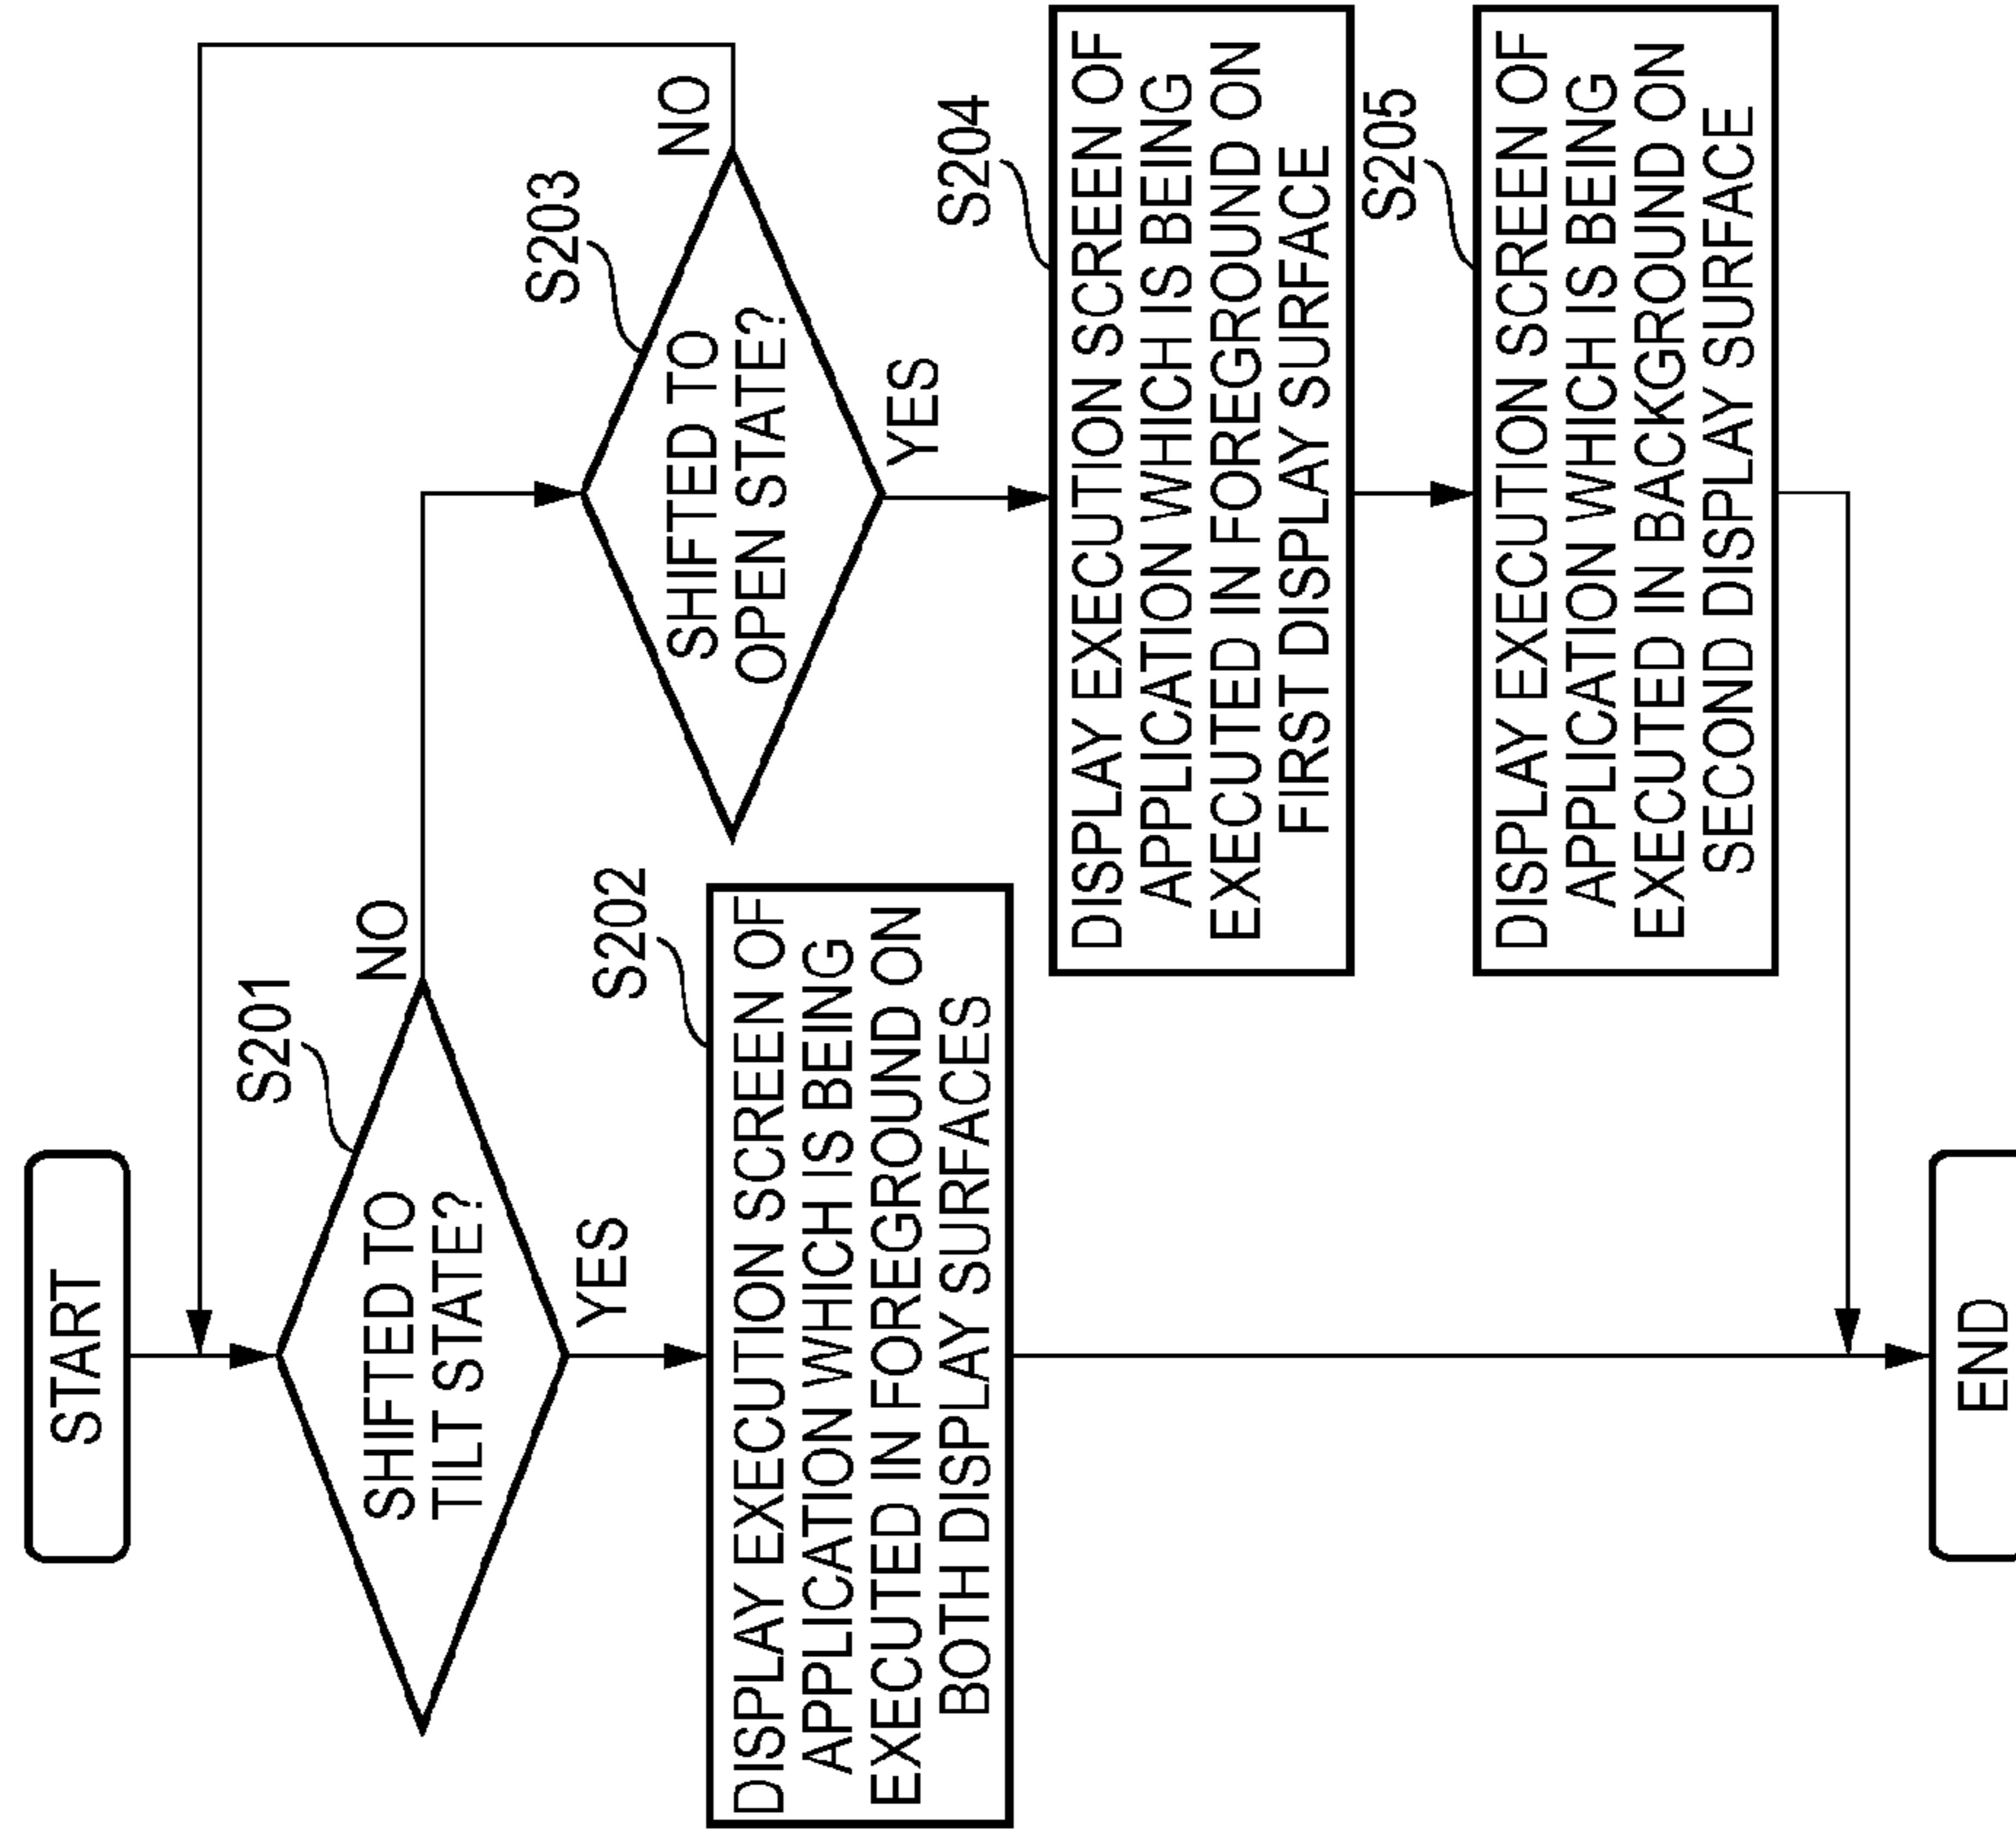 START
S201
SHIFTED TO
TILT STATE?
NO
YES
S202
DISPLAY EXECUTION SCREEN OF
APPLICATION WHICH IS BEING
EXECUTED IN FOREGROUND ON
BOTH DISPLAY SURFACES
S203
SHIFTED TO
OPEN STATE?
NO
YES
S204
DISPLAY EXECUTION SCREEN OF
APPLICATION WHICH IS BEING
EXECUTED IN FOREGROUND ON
FIRST DISPLAY SURFACE
S205
DISPLAY EXECUTION SCREEN OF
APPLICATION WHICH IS BEING
EXECUTED IN BACKGROUND ON
SECOND DISPLAY SURFACE
END